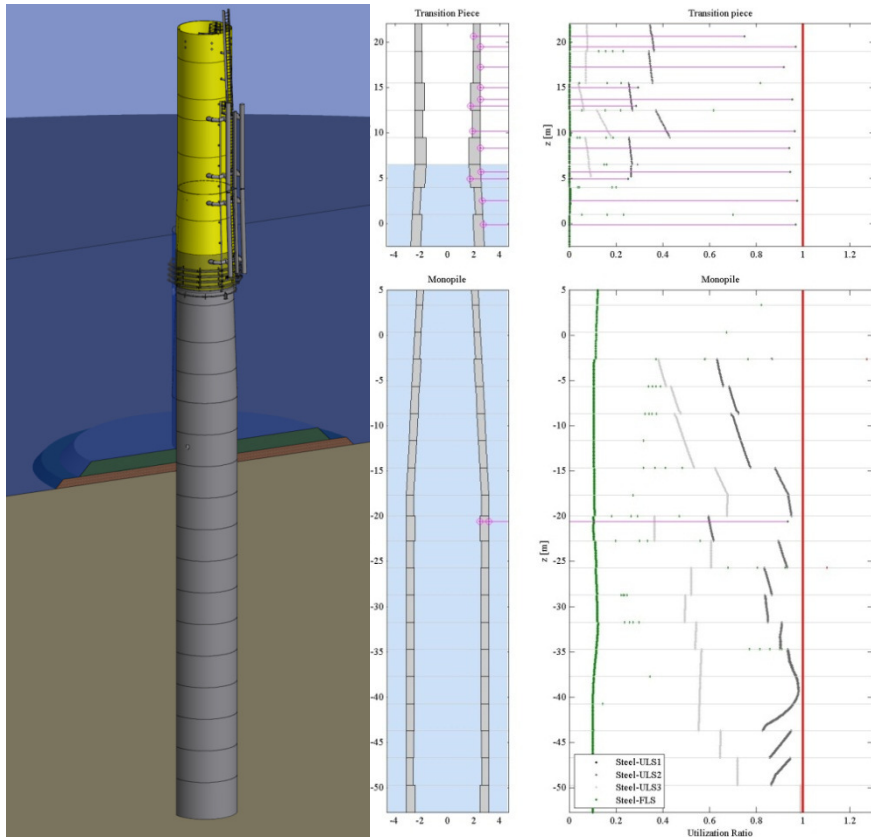 Transition Piece
Transition piece
20
15
10
5
0
-4 -2 0 2 4
z [m]
20
15
10
5
0
0 0.2 0.4 0.6 0.8 1 1.2
Monopile
Monopile
5
0
-5
-10
-15
-20
-25
-30
-35
-40
-45
-50
-4 -2 0 2 4
z [m]
5
0
-5
-10
-15
-20
-25
-30
-35
-40
-45
-50
Steel-ULS1
Steel-ULS2
Steel-ULS3
Steel-FLS
0 0.2 0.4 0.6 0.8 1 1.2
Utilization Ratio